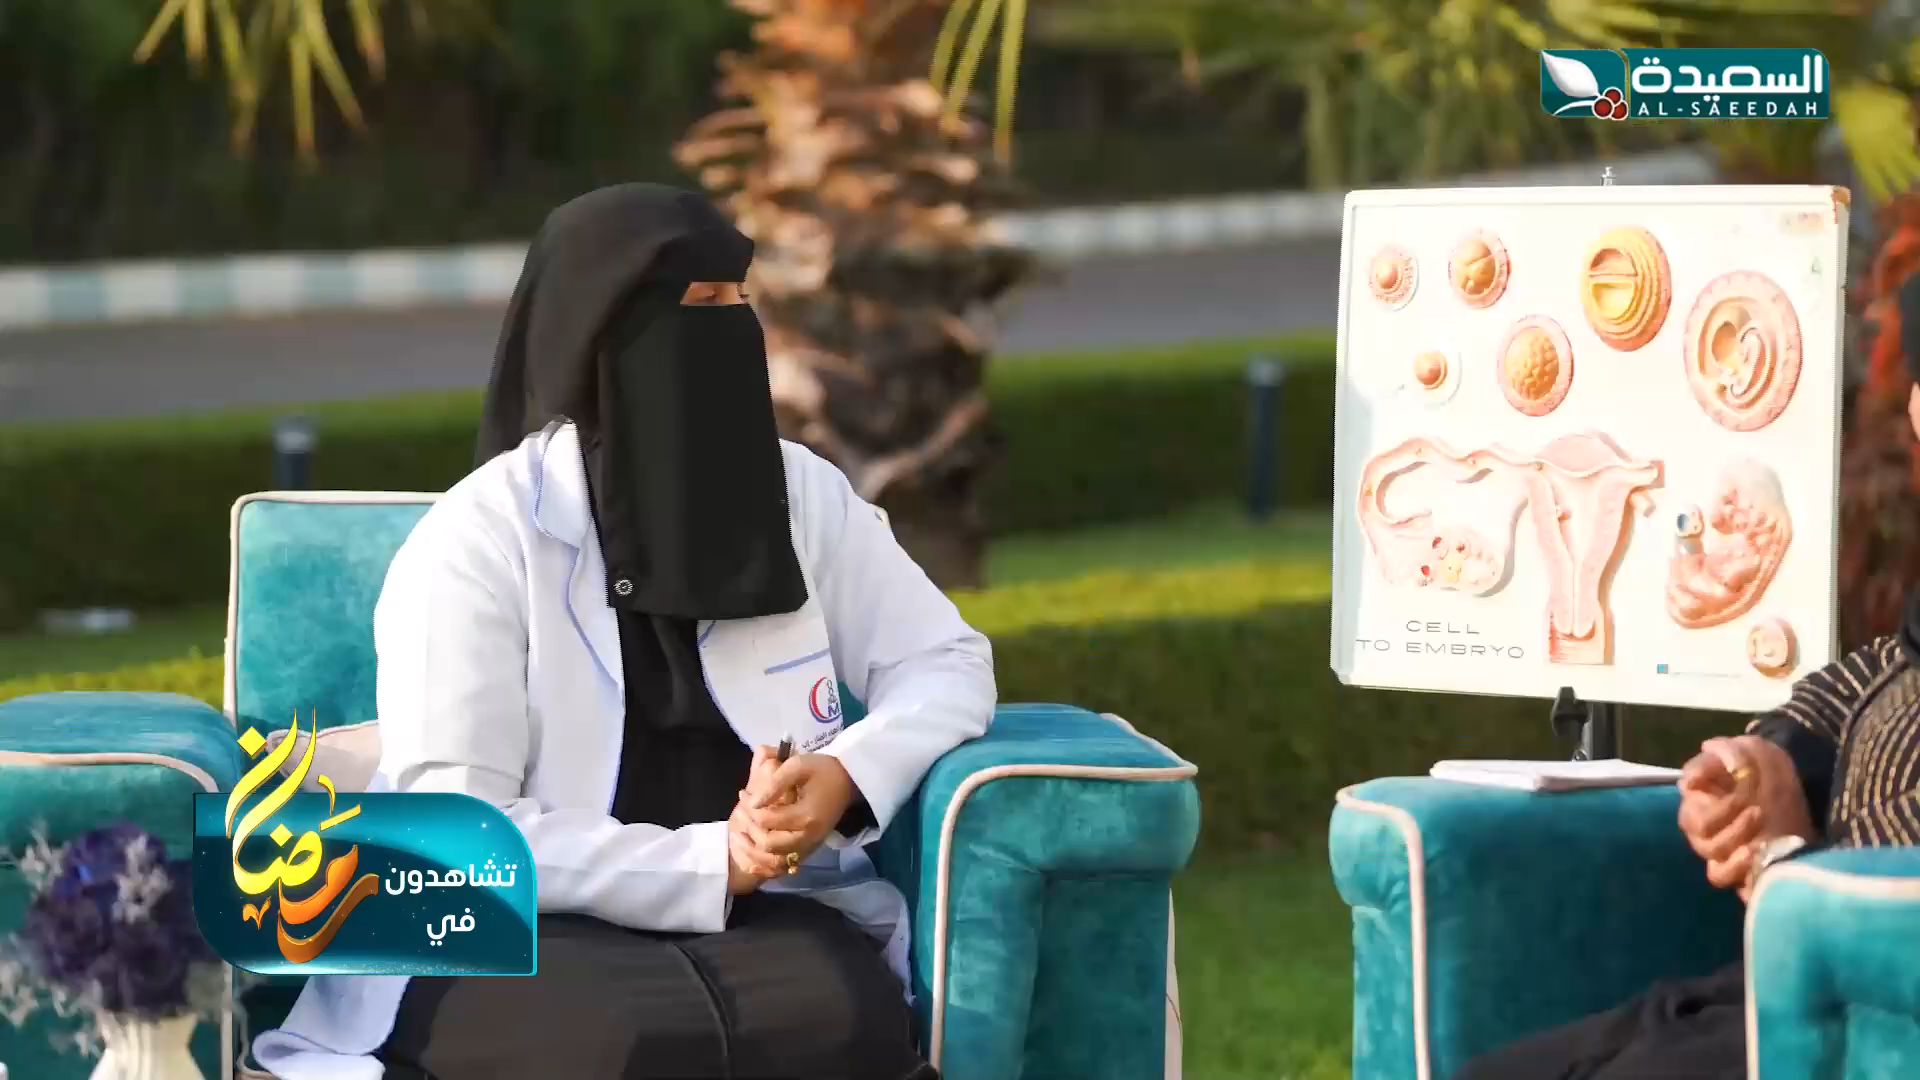 السعيدة
AL-SAEEDAH
CELL
TO EMBRYO
تشاهدون
في
رمضان